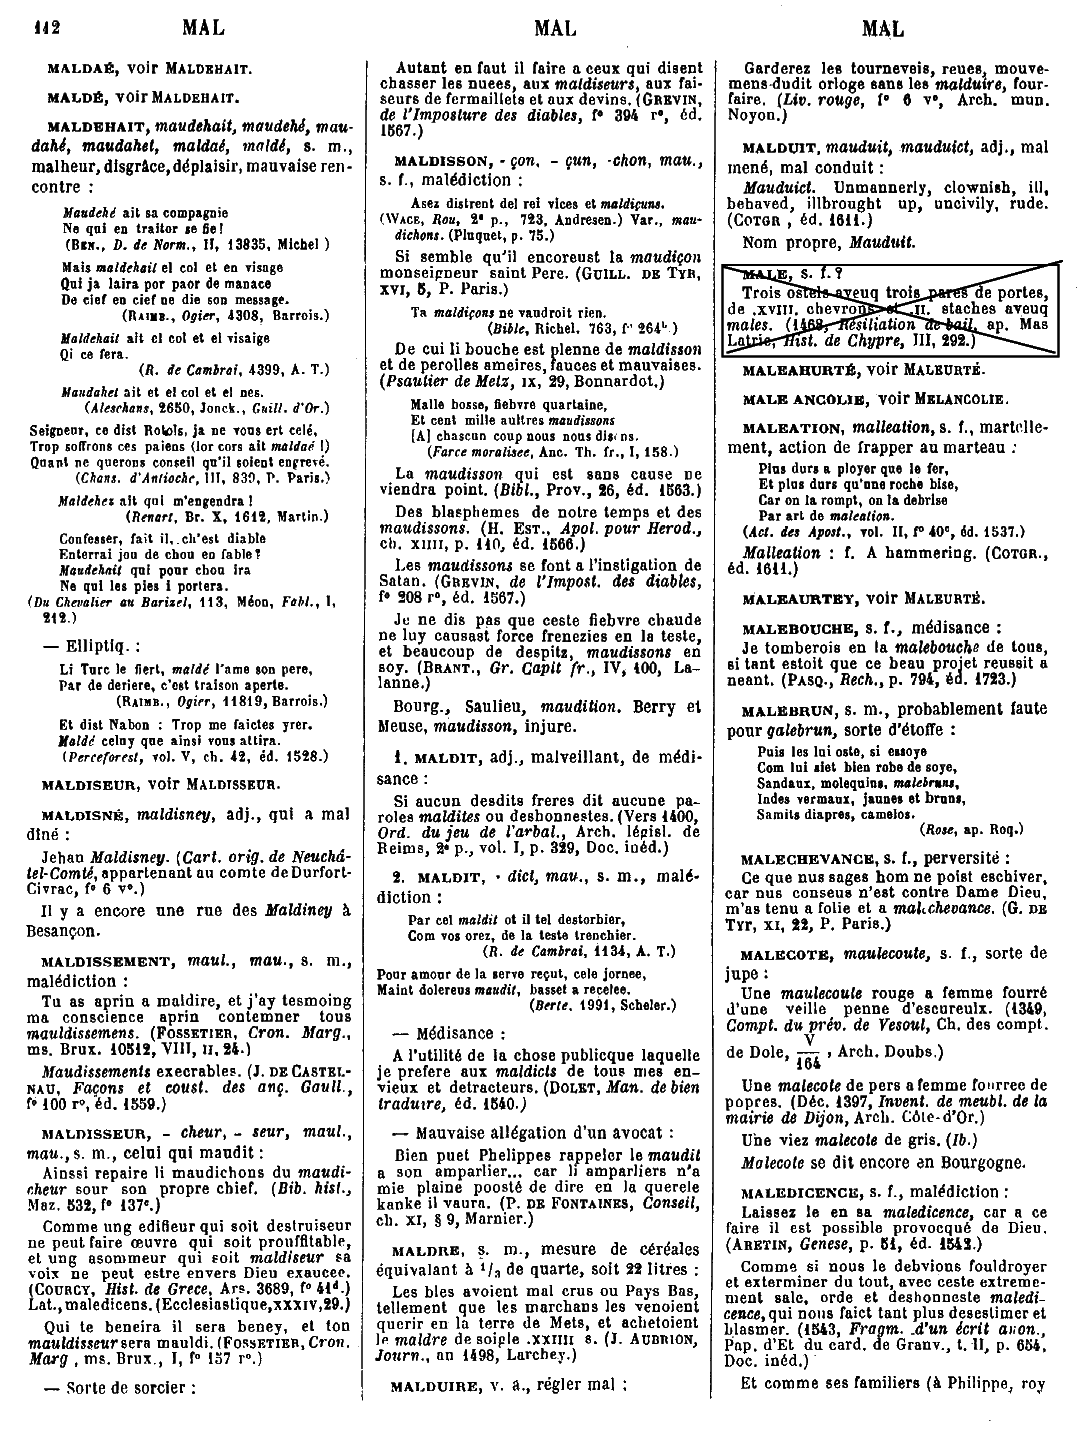 112 MAL MAL MAL
MALDAÉ, voir MALDEHAIT.
MALDÉ, voir MALDEHAIT.
MALDEHAIT, maudehait, maudehé, mau-
dahé, maudahet, maldaé, maldé, s. m.,
malheur, disgrâce, déplaisir, mauvaise ren-
contre :
Maudehé ait sa compagnie
Ne qui en traitor se fie!
(BEN., D. de Norm., II, 13835, Michel)
Mais maldehait el col et en visage
Qui ja laira por paor de manace
De cief en cief ne die son message.
(RAIMB., Ogier, 4308, Barrois.)
Maldehait ait el col et el visaige
Qi ce fera.
(R. de Cambrai, 4399, A. T.)
Maudahet ait et el col et el nes.
(Aleschans, 2650, Jonck., Guill. d'Or.)
Seigneur, ce dist Rotols, ja ne vous ert celé,
Trop soffrons ces paiens (lor cors ait maldaé !)
Quant ne querons conseil qu'il soient engrevé.
(Chans. d'Antioche, III, 839, P. Paris.)
Maldehez ait qui m'engendra !
(Renart, Br. X, 1612, Martin.)
Confesser, fait il, ch'est diable
Enterrai jou de chou en fable?
Maudehait qui pour chou ira
Ne qui les pies i portera.
(Du Chevalier au Barizel, 113, Méon, Fabl., I,
212.)
— Elliptiq. :
Li Turc le fiert, maldé l'ame son pere,
Par de deriere, c'est traison aperte.
(RAIMB., Ogier, 11819, Barrois.)
Et dist Nabon : Trop me faictes yrer.
Maldé celuy que ainsi vous attira.
(Perceforest, vol. V, ch. 42, éd. 1528.)
MALDISEUR, voir MALDISSEUR.
MALDISNÉ, maldisney, adj., qui a mal
dîné :
Jehan Maldisney. (Cart. orig. de Neuchâ-
tel-Comté, appartenant au comte de Durfort-
Civrac, f° 6 v°.)
Il y a encore une rue des Maldiney à
Besançon.
MALDISSEMENT, maul., mau., s. m.,
malédiction :
Tu as aprin a maldire, et j'ay tesmoing
ma conscience aprin contemner tous
mauldissemens. (FOSSETIER, Cron. Marg.,
ms. Brux. 10512, VIII, II, 24.)
Maudissements execrables. (J. DE CASTEL-
NAU, Façons et coust. des anç. Gaull.,
f° 100 r°, éd. 1559.)
MALDISSEUR, - cheur, - seur, maul.,
mau., s. m., celui qui maudit :
Ainssi repaire li maudichons du maudi-
cheur sour son propre chief. (Bib. hist.,
Maz. 532, f° 137ᶜ.)
Comme ung edifieur qui soit destruiseur
ne peut faire œuvre qui soit prouffitable,
et ung asommeur qui soit maldiseur sa
voix ne peut estre envers Dieu exaucee.
(COURCY, Hist. de Grece, Ars. 3689, f° 41ᵈ.)
Lat., maledicens. (Ecclesiastique, XXXIV, 29.)
Qui te beneira il sera beney, et ton
mauldisseur sera mauldi. (FOSSETIER, Cron.
Marg , ms. Brux., I, f° 157 r°.)
— Sorte de sorcier :
Autant en faut il faire a ceux qui disent
chasser les nuees, aux maldiseurs, aux fai-
seurs de fermaillets et aux devins. (GREVIN,
de l'Imposture des diables, f° 394 r°, éd.
1567.)
MALDISSON, - çon, - çun, -chon, mau.,
s. f., malédiction :
Asez distrent del rei vices et maldiçuns.
(WACE, Rou, 2ᵉ p., 723, Andresen.) Var., mau-
dichons. (Pluquet, p. 75.)
Si semble qu'il encoreust la maudiçon
monseigneur saint Pere. (GUILL. DE TYR,
XVI, 5, P. Paris.)
Ta maldiçons ne vaudroit rien.
(Bible, Richel. 763, f° 264ᵇ.)
De cui li bouche est plenne de maldisson
et de perolles ameires, fauces et mauvaises.
(Psautier de Metz, IX, 29, Bonnardot.)
Malle bosse, fiebvre quartaine,
Et cent mille aultres maudissons
[A] chascun coup nous nous disens.
(Farce moralisee, Anc. Th. fr., I, 158.)
La maudisson qui est sans cause ne
viendra point. (Bibl., Prov., 26, éd. 1563.)
Des blasphemes de notre temps et des
maudissons. (H. EST., Apol. pour Herod.,
ch. XIIII, p. 110, éd. 1566.)
Les maudissons se font a l'instigation de
Satan. (GREVIN, de l'Impost. des diables,
f° 208 r°, éd. 1567.)
Je ne dis pas que ceste fiebvre chaude
ne luy causast force frenezies en la teste,
et beaucoup de despitz, maudissons en
soy. (BRANT., Gr. Capit fr., IV, 100, La-
lanne.)
Bourg., Saulieu, maudition. Berry et
Meuse, maudisson, injure.
1. MALDIT, adj., malveillant, de médi-
sance :
Si aucun desdits freres dit aucune pa-
roles maldites ou deshonnestes. (Vers 1400,
Ord. du jeu de l'arbal., Arch. législ. de
Reims, 2ᵉ p., vol. I, p. 329, Doc. inéd.)
2. MALDIT, - dict, mau., s. m., malé-
diction :
Par cel maldit ot il tel destorbier,
Com vos orez, de la teste trenchier.
(R. de Cambrai, 1134, A. T.)
Pour amour de la serve reçut, cele jornee,
Maint dolereus maudit, basset a recelee.
(Berte, 1991, Scheler.)
— Médisance :
A l'utilité de la chose publicque laquelle
je prefere aux maldicts de tous mes en-
vieux et detracteurs. (DOLET, Man. de bien
traduire, éd. 1540.)
— Mauvaise allégation d'un avocat :
Bien puet Phelippes rappeler le maudit
a son amparlier... car li amparliers n'a
mie plaine poosté de dire en la querele
kanke il vaura. (P. DE FONTAINES, Conseil,
ch. XI, § 9, Marnier.)
MALDRE, s. m., mesure de céréales
équivalant à 1/3 de quarte, soit 22 litres :
Les bles avoient mal crus ou Pays Bas,
tellement que les marchans les venoient
querir en la terre de Mets, et achetoient
le maldre de soiple .XXIIII s. (J. AUBRION,
Journ., an 1498, Larchey.)
MALDUIRE, v. a., régler mal :
Garderez les tourneveis, reues, mouve-
mens dudit orloge sans les malduire, four-
faire. (Liv. rouge, f° 6 v°, Arch. mun.
Noyon.)
MALDUIT, mauduit, mauduict, adj., mal
mené, mal conduit :
Mauduict. Unmannerly, clownish, ill,
behaved, illbrought up, uncivily, rude.
(COTGR , éd. 1611.)
Nom propre, Mauduit.
MALE, s. f.?
Trois ostels aveuq trois pares de portes,
de .XVIII. chevrons et .II. staches aveuq
males. (1468, Résiliation de bail, ap. Mas
Latrie, Hist. de Chypre, III, 292.)
MALEAHURTÉ, voir MALEURTÉ.
MALE ANCOLIE, voir MELANCOLIE.
MALEATION, malleation, s. f., martelle-
ment, action de frapper au marteau :
Plus durs a ployer que le fer,
Et plus durs qu'une roche bise,
Car on la rompt, on la debrise
Par art de maleation.
(Act. des Apost., vol. II, f° 40ᶜ, éd. 1537.)
Malleation : f. A hammering. (COTGR.,
éd. 1611.)
MALEAURTEY, voir MALEURTÉ.
MALEBOUCHE, s. f., médisance :
Je tomberois en la malebouche de tous,
si tant estoit que ce beau projet reussit a
neant. (PASQ., Rech., p. 794, éd. 1723.)
MALEBRUN, s. m., probablement faute
pour galebrun, sorte d'étoffe :
Puis les lui oste, si essoye
Com lui siet bien robe de soye,
Sandaux, molequins, malebruns,
Indes vermaux, jaunes et bruns,
Samits diapres, camelos.
(Rose, ap. Roq.)
MALECHEVANCE, s. f., perversité :
Ce que nus sages hom ne poist eschiver,
car nus conseus n'est contre Dame Dieu,
m'as tenu a folie et a malechevance. (G. DE
TYR, XI, 22, P. Paris.)
MALECOTE, maulecoute, s. f., sorte de
jupe :
Une maulecoute rouge a femme fourré
d'une veille penne d'escureulx. (1349,
Compt. du prév. de Vesoul, Ch. des compt.
de Dole, V/164 , Arch. Doubs.)
Une malecote de pers a femme fourree de
popres. (Déc. 1397, Invent. de meubl. de la
mairie de Dijon, Arch. Côte-d'Or.)
Une viez malecote de gris. (Ib.)
Malecote se dit encore en Bourgogne.
MALEDICENCE, s. f., malédiction :
Laissez le en sa maledicence, car a ce
faire il est possible provocqué de Dieu.
(ARETIN, Genese, p. 51, éd. 1542.)
Comme si nous le debvions fouldroyer
et exterminer du tout, avec ceste extreme-
ment sale, orde et deshonneste maledi-
cence, qui nous faict tant plus desestimer et
blasmer. (1543, Fragm. d'un écrit anon.,
Pap. d'Et du card. de Granv., t. II, p. 654,
Doc. inéd.)
Et comme ses familiers (à Philippe, roy